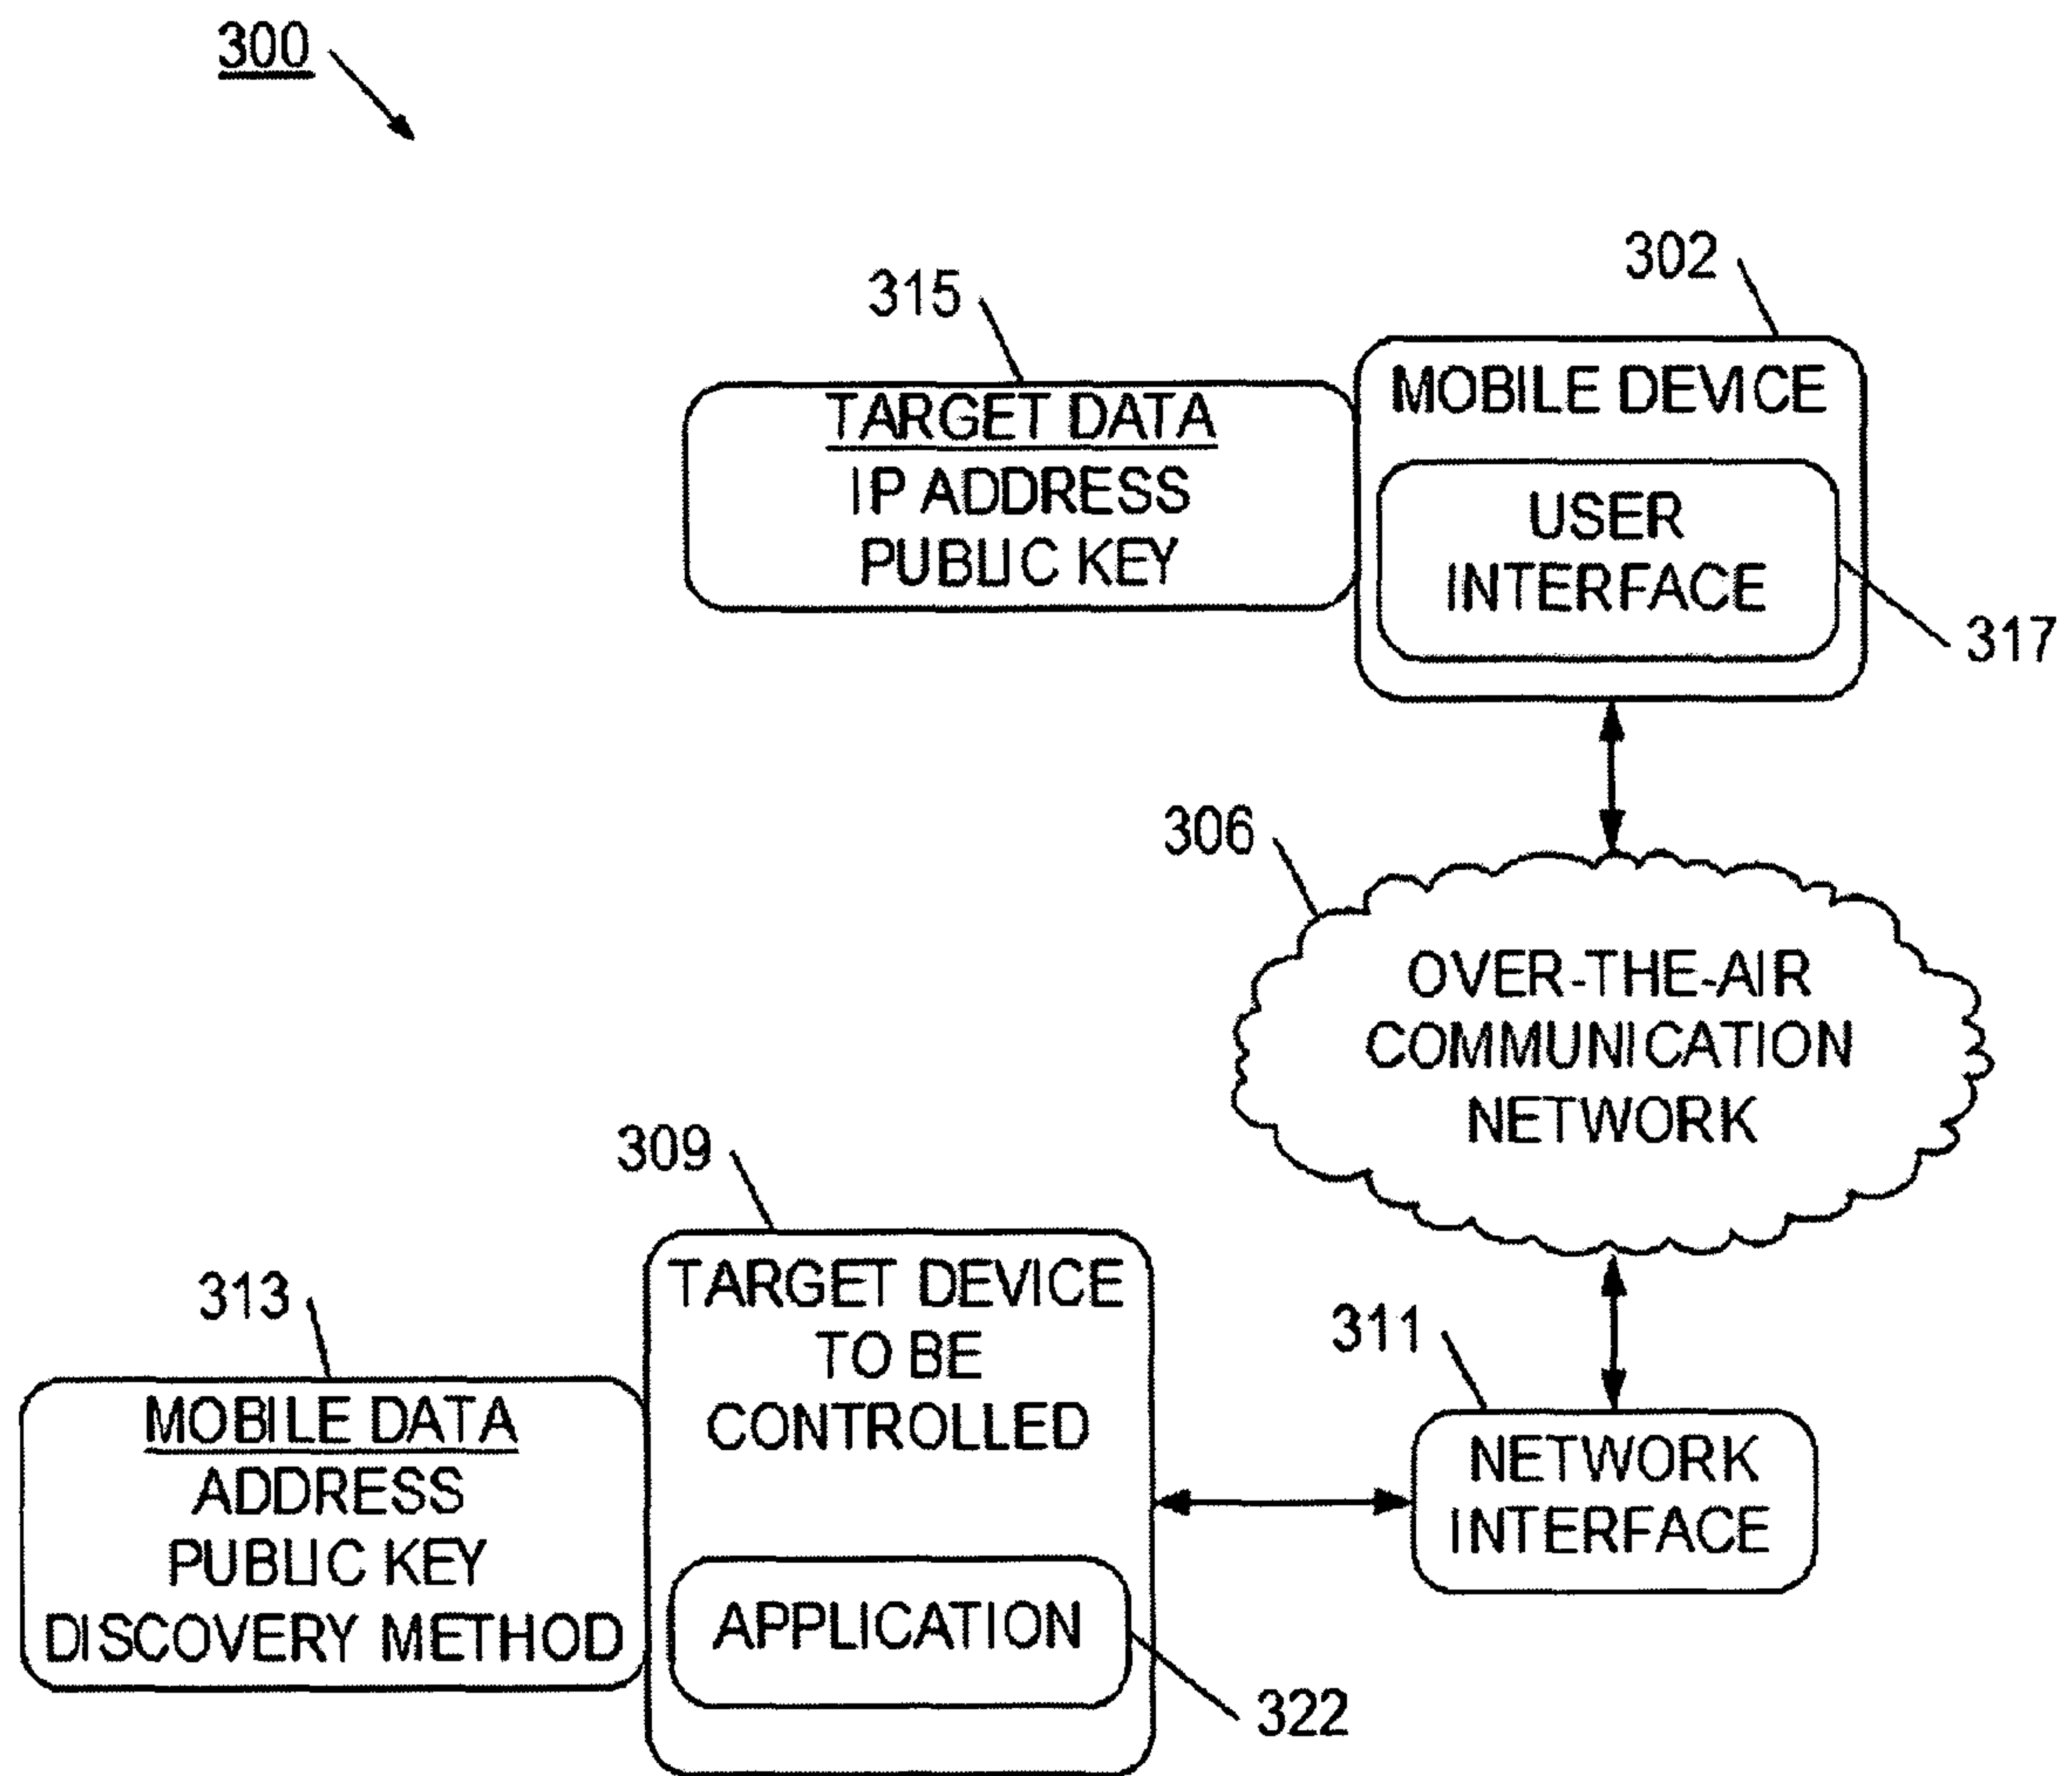 300
302
315
MOBILE DEVICE
TARGET DATA
IP ADDRESS
PUBLIC KEY
USER
INTERFACE
317
306
OVER-THE-AIR
COMMUNICATION
NETWORK
309
TARGET DEVICE
TO BE
CONTROLLED
313
311
MOBILE DATA
ADDRESS
PUBLIC KEY
DISCOVERY METHOD
NETWORK
INTERFACE
APPLICATION
322